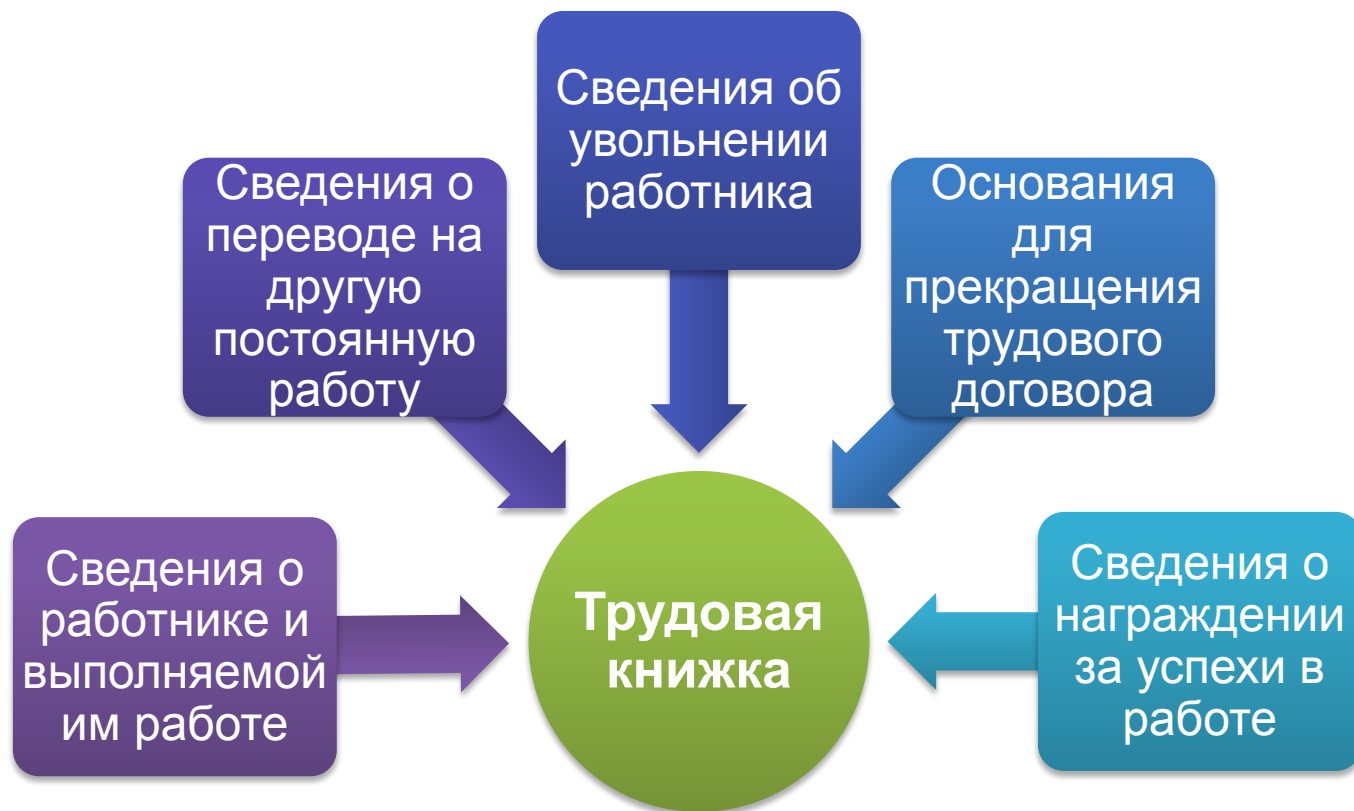 Сведения об
увольнении
работника
Сведения о
переводе на
другую
постоянную
работу
Основания
для
прекращения
трудового
договора
Сведения о
работнике и
выполняемой
им работе
Трудовая
книжка
Сведения о
награждении
за успехи в
работе